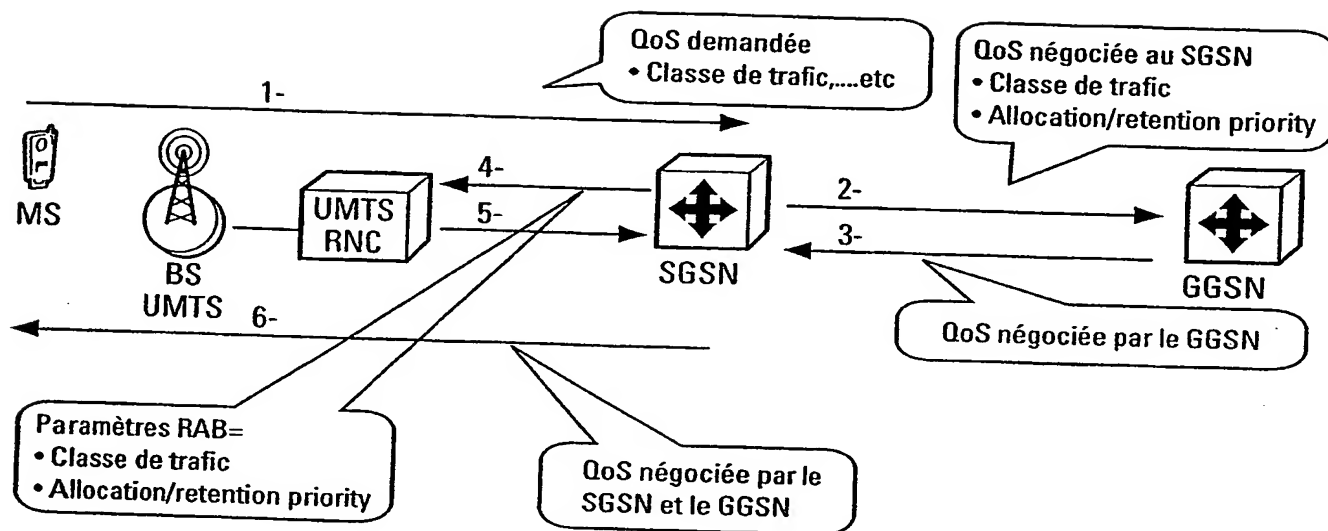 QoS demandée
• Classe de trafic,....etc
QoS négociée au SGSN
• Classe de trafic
• Allocation/retention priority
1-
MS
BS
UMTS
UMTS
RNC
4-
5-
SGSN
2-
3-
GGSN
6-
QoS négociée par le GGSN
Paramètres RAB=
• Classe de trafic
• Allocation/retention priority
QoS négociée par le
SGSN et le GGSN